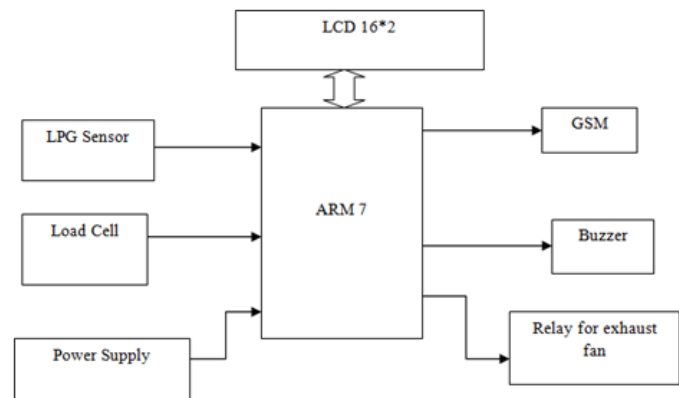 LCD 16*2
LPG Sensor
GSM
ARM 7
Load Cell
Buzzer
Power Supply
Relay for exhaust
fan